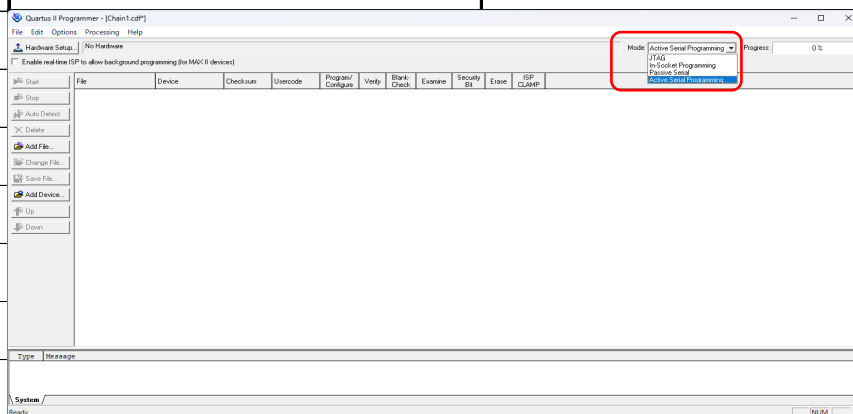 Quartus II Programmer - [Chain1.cdf*]
File Edit Options Processing Help
Hardware Setup... No Hardware Mode: Active Serial Programming Progress: 0 %
JTAG
In-Socket Programming
Passive Serial
Active Serial Programming
Enable real-time ISP to allow background programming (for MAX II devices)
File Device Checksum Usercode Program/ Configure Verify Blank- Check Examine Security Bit Erase ISP CLAMP
Start
Stop
Auto Detect
Delete
Add File...
Change File...
Save File...
Add Device...
Up
Down
Type Message
System
Ready NUM